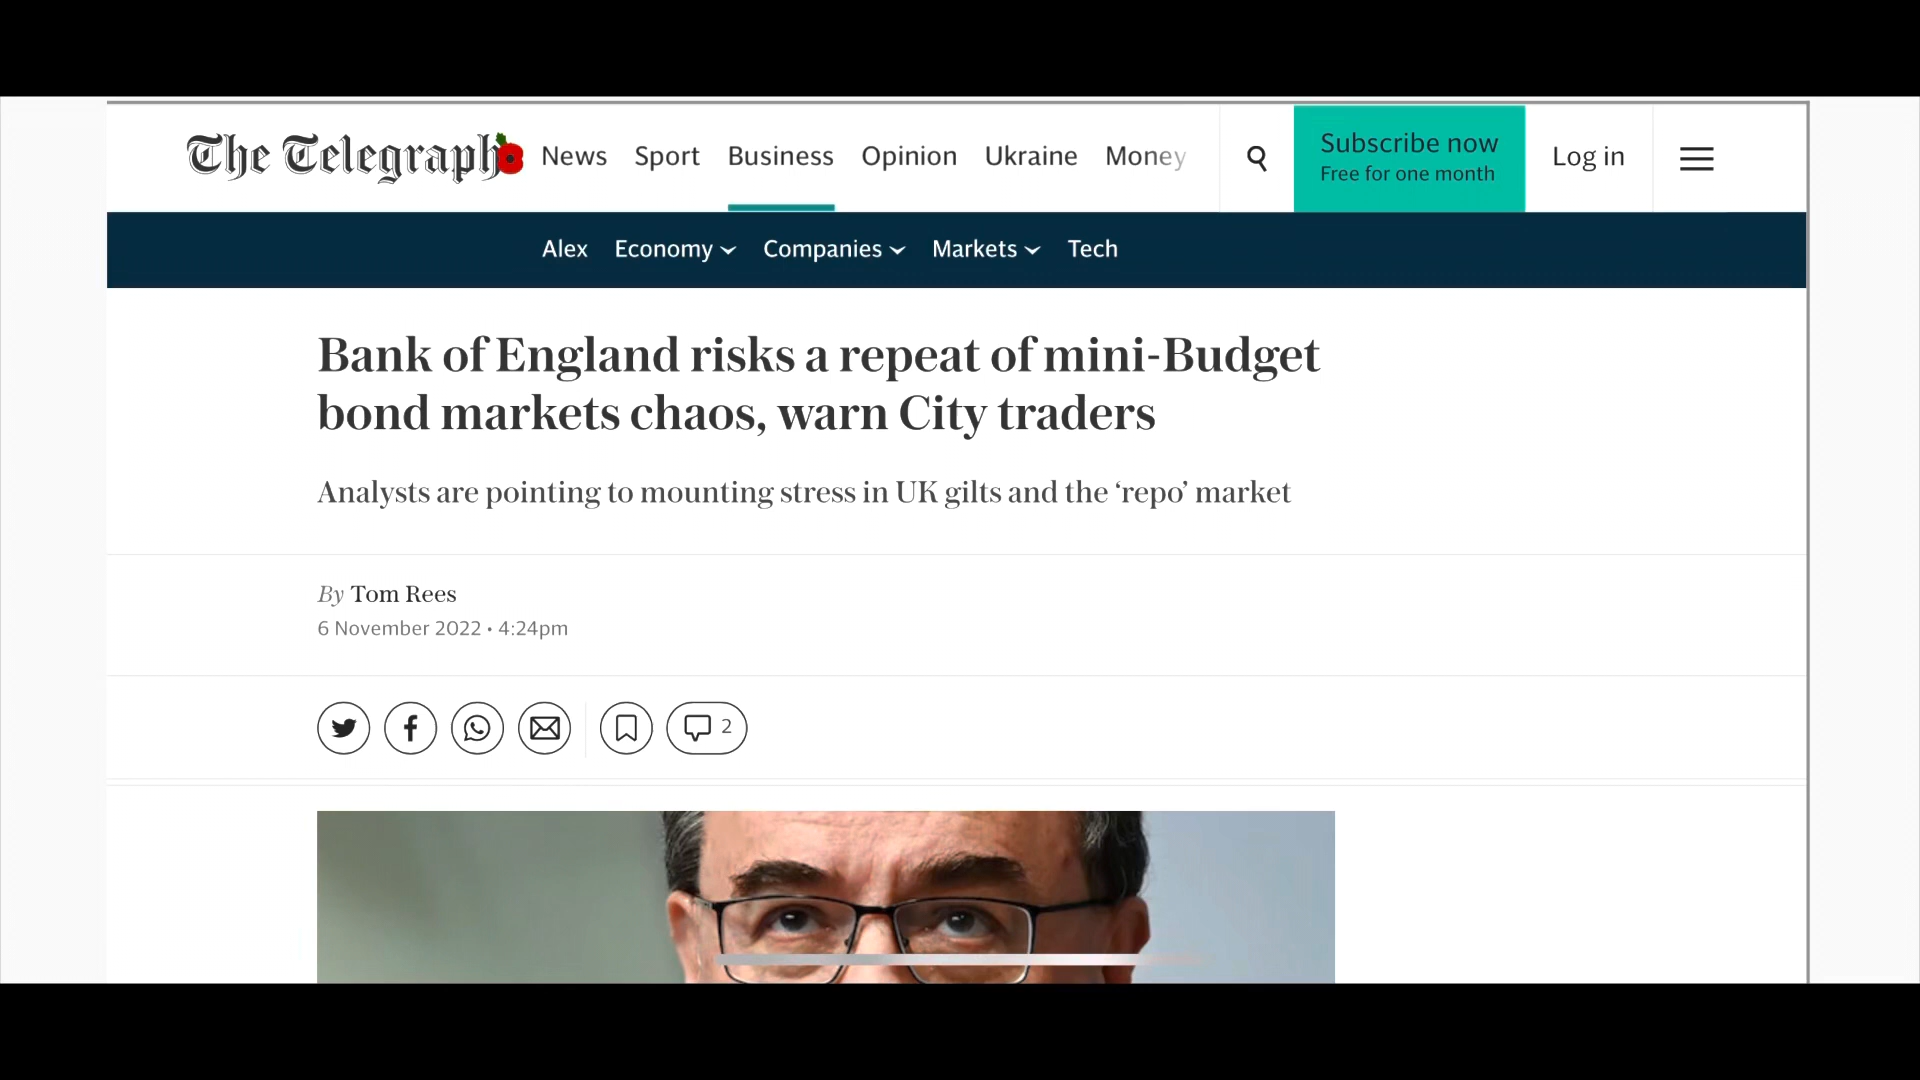 The Telegraph News Sport Business Opinion Ukraine Money Subscribe now Log in
Free for one month
Alex Economy Companies Markets Tech
Bank of England risks a repeat of mini-Budget
bond markets chaos, warn City traders
Analysts are pointing to mounting stress in UK gilts and the ‘repo’ market
By Tom Rees
6 November 2022 • 4:24pm
2